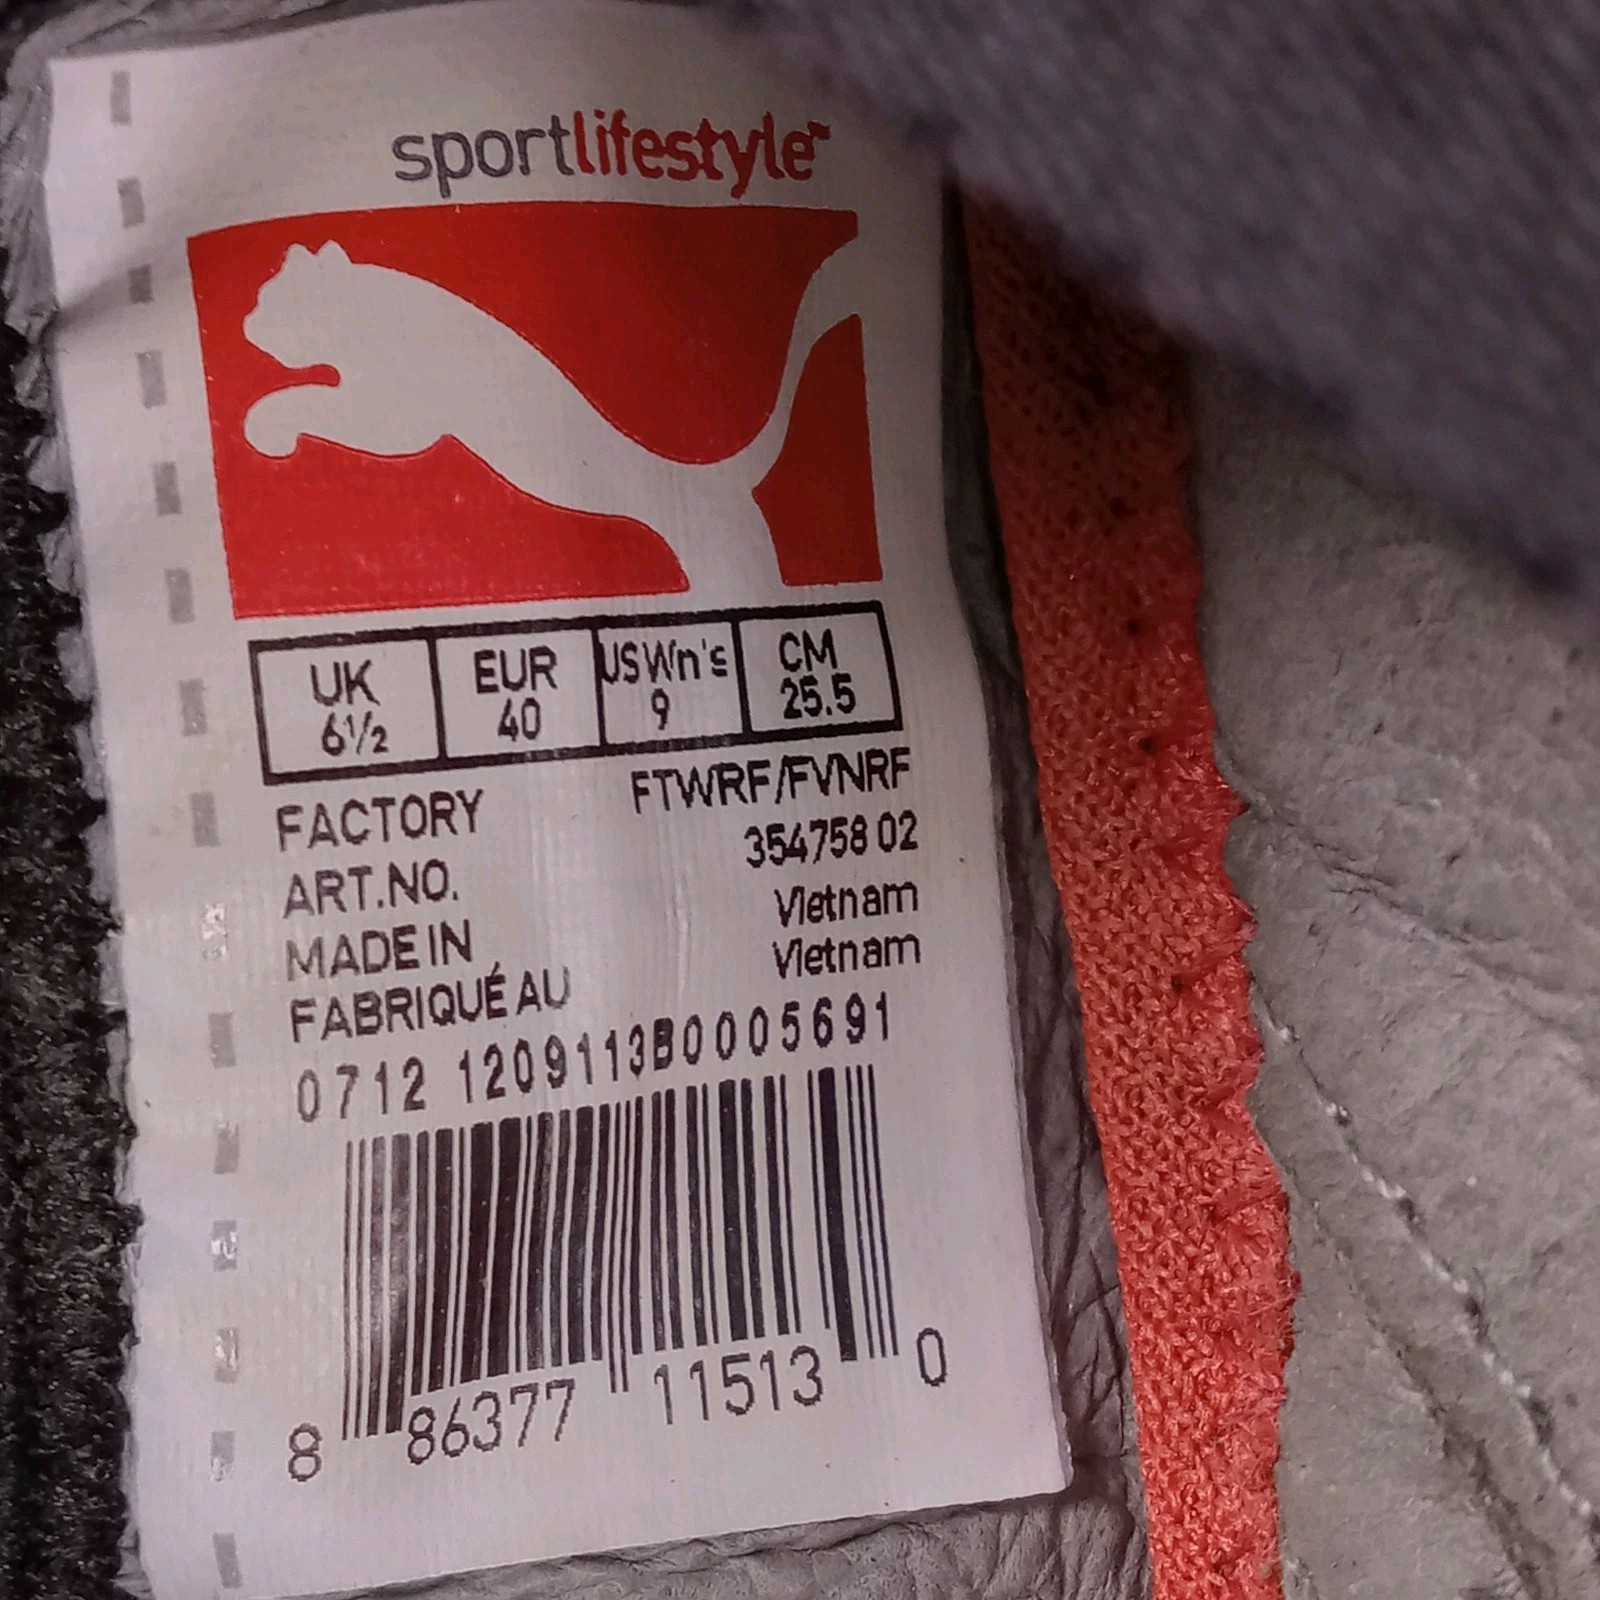 sportlifestyle™
UK EUR US Wn's CM
6½ 40 9 25.5
FACTORY FTWRF/FVNRF
ART.NO. 354758 02
MADE IN Vietnam
FABRIQUÉ AU Vietnam
0712 1209113B0005691
8 86377 11513 0